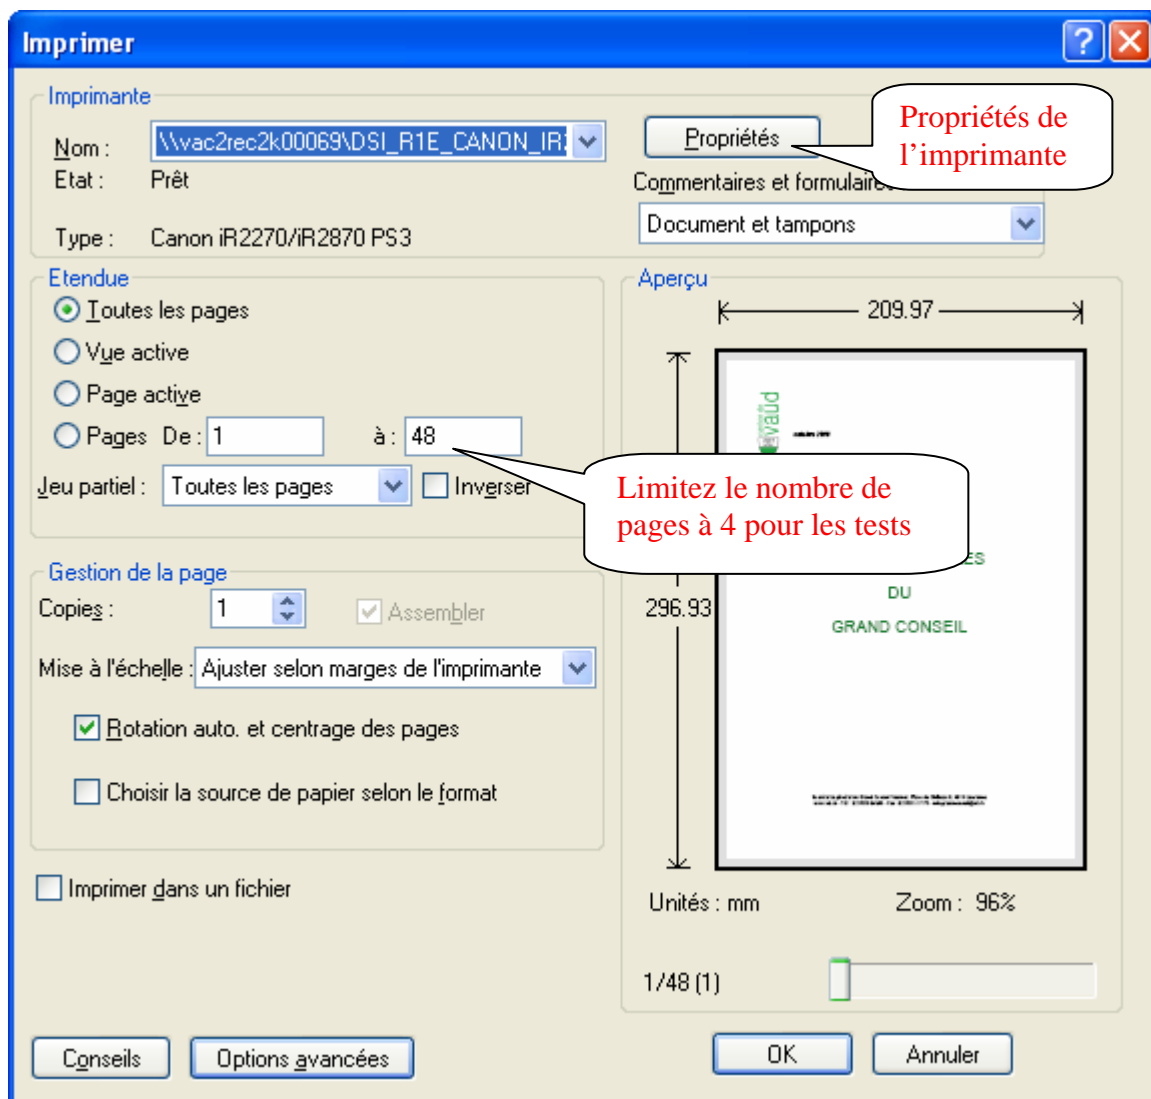 Imprimer
Imprimante
Nom :
\\vac2rec2k00069\DSI_R1E_CANON_IR
Propriétés
Propriétés de
l’imprimante
Etat : Prêt
Commentaires et formulaires
Type : Canon iR2270/iR2870 PS3
Document et tampons
Etendue
Toutes les pages
Vue active
Page active
Pages De : 1 à : 48
Jeu partiel : Toutes les pages Inverser
Limitez le nombre de
pages à 4 pour les tests
Gestion de la page
Copies : 1 Assembler
Mise à l'échelle : Ajuster selon marges de l'imprimante
Rotation auto. et centrage des pages
Choisir la source de papier selon le format
Imprimer dans un fichier
Aperçu
209.97
vaud
296.93
DU
GRAND CONSEIL
Unités : mm Zoom : 96%
1/48 (1)
Conseils Options avancées OK Annuler